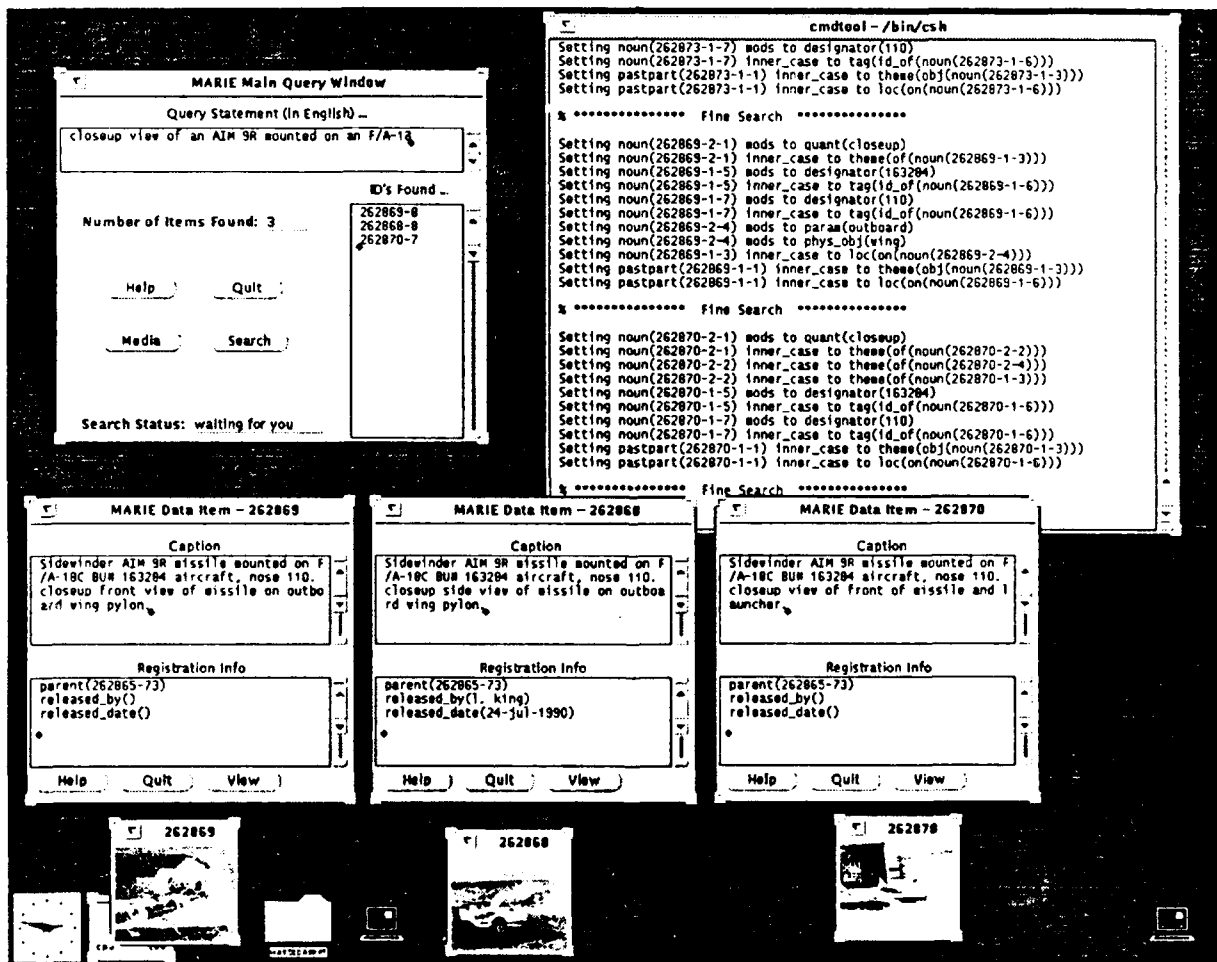 MARIE Main Query Window
Query Statement (in English) ...
closeup view of an AIM 9R mounted on an F/A-18
ID's Found ...
Number of Items Found: 3
262869-8
262868-8
262870-7
Help
Quit
Media
Search
Search Status: waiting for you
cmdtool - /bin/csh
Setting noun(262873-1-7) mods to designator(110)
Setting noun(262873-1-7) inner_case to tag(id_of(noun(262873-1-6)))
Setting pastpart(262873-1-1) inner_case to theme(obj(noun(262873-1-3)))
Setting pastpart(262873-1-1) inner_case to loc(on(noun(262873-1-6)))
% *************** Fine Search ***************
Setting noun(262869-2-1) mods to quant(closeup)
Setting noun(262869-2-1) inner_case to theme(of(noun(262869-1-3)))
Setting noun(262869-1-5) mods to designator(163284)
Setting noun(262869-1-5) inner_case to tag(id_of(noun(262869-1-6)))
Setting noun(262869-1-7) mods to designator(110)
Setting noun(262869-1-7) inner_case to tag(id_of(noun(262869-1-6)))
Setting noun(262869-2-4) mods to param(outboard)
Setting noun(262869-2-4) mods to phys_obj(wing)
Setting noun(262869-1-3) inner_case to loc(on(noun(262869-2-4)))
Setting pastpart(262869-1-1) inner_case to theme(obj(noun(262869-1-3)))
Setting pastpart(262869-1-1) inner_case to loc(on(noun(262869-1-6)))
% *************** Fine Search ***************
Setting noun(262870-2-1) mods to quant(closeup)
Setting noun(262870-2-1) inner_case to theme(of(noun(262870-2-2)))
Setting noun(262870-2-2) inner_case to theme(of(noun(262870-2-4)))
Setting noun(262870-2-2) inner_case to theme(of(noun(262870-1-3)))
Setting noun(262870-1-5) mods to designator(163284)
Setting noun(262870-1-5) inner_case to tag(id_of(noun(262870-1-6)))
Setting noun(262870-1-7) mods to designator(110)
Setting noun(262870-1-7) inner_case to tag(id_of(noun(262870-1-6)))
Setting pastpart(262870-1-1) inner_case to theme(obj(noun(262870-1-3)))
Setting pastpart(262870-1-1) inner_case to loc(on(noun(262870-1-6)))
% *************** Fine Search ***************
MARIE Data Item - 262869
Caption
Sidewinder AIM 9R missile mounted on F
/A-18C BU# 163284 aircraft, nose 110.
closeup front view of missile on outbo
ard wing pylon.
Registration Info
parent(262865-73)
released_by()
released_date()
Help
Quit
View
MARIE Data Item - 262868
Caption
Sidewinder AIM 9R missile mounted on F
/A-18C BU# 163284 aircraft, nose 110.
closeup side view of missile on outboa
rd wing pylon.
Registration Info
parent(262865-73)
released_by(l. king)
released_date(24-jul-1990)
Help
Quit
View
MARIE Data Item - 262870
Caption
Sidewinder AIM 9R missile mounted on F
/A-18C BU# 163284 aircraft, nose 110.
closeup view of front of missile and l
auncher.
Registration Info
parent(262865-73)
released_by()
released_date()
Help
Quit
View
262869
262868
262870